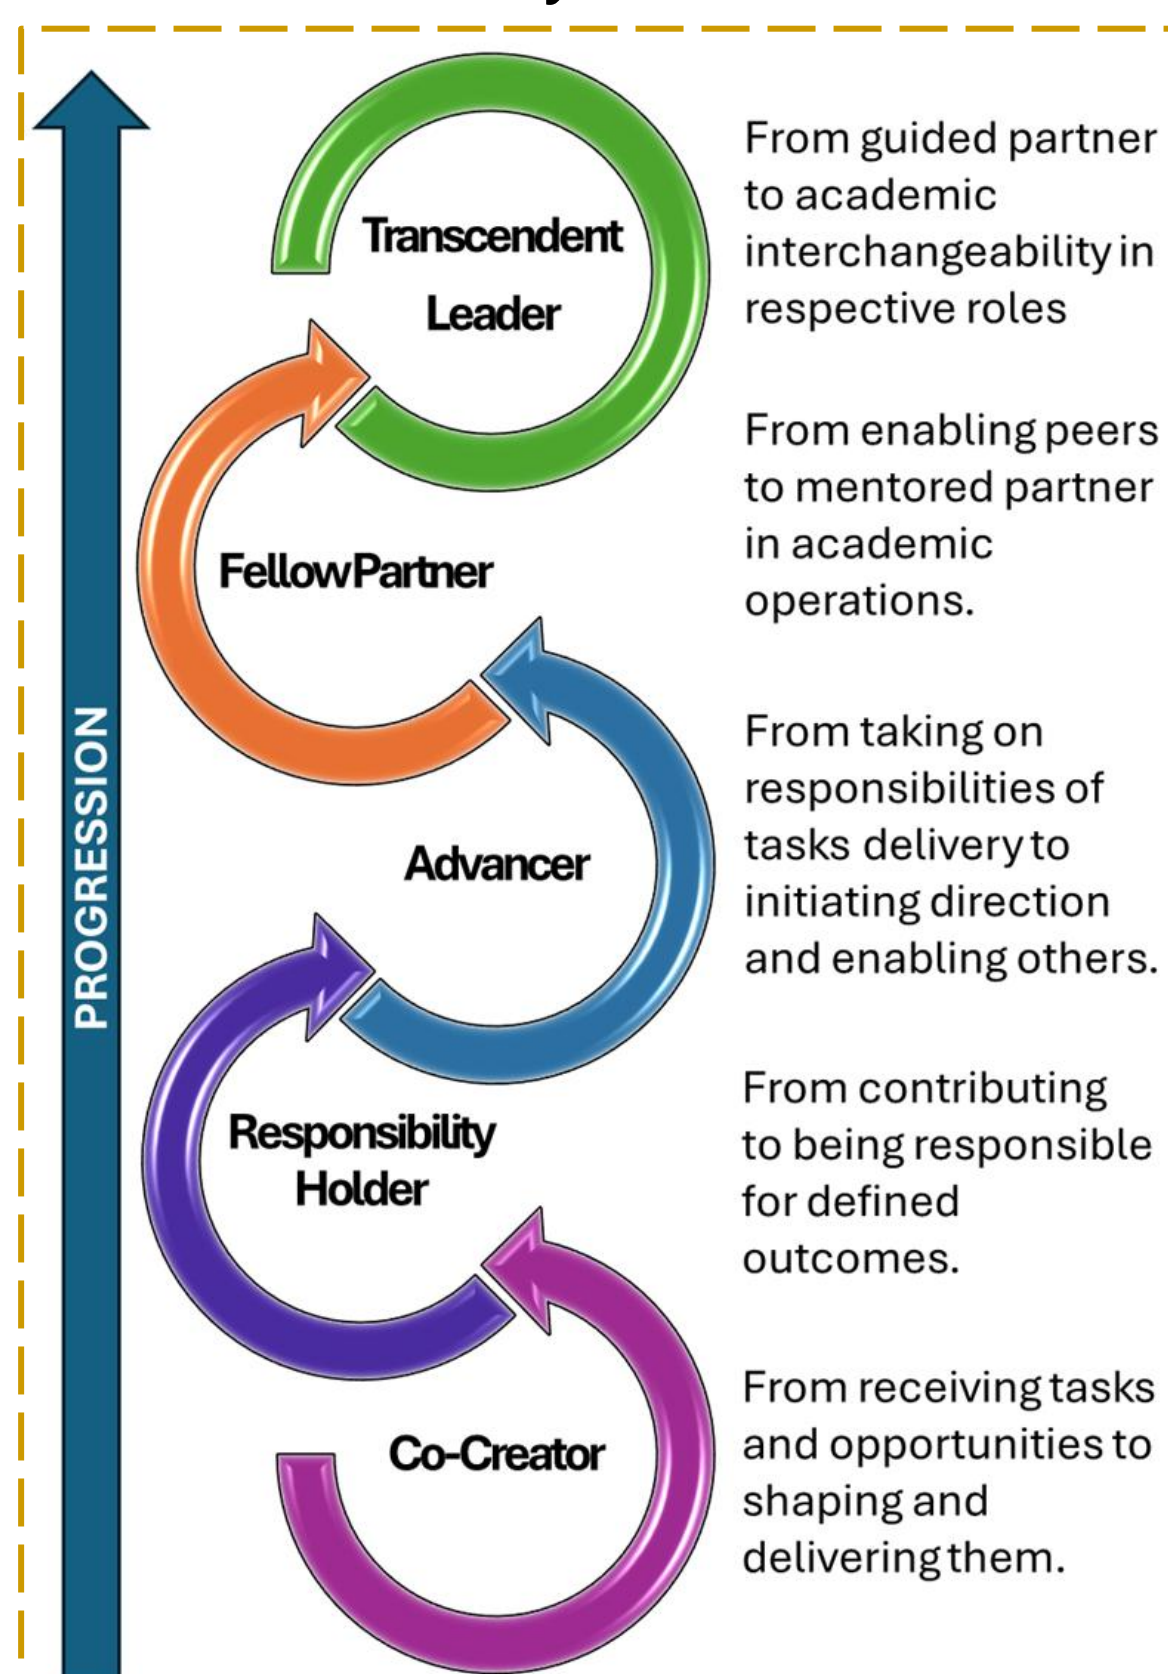 PROGRESSION
Transcendent
Leader
From guided partner
to academic
interchangeability in
respective roles
Fellow Partner
From enabling peers
to mentored partner
in academic
operations.
Advancer
From taking on
responsibilities of
tasks delivery to
initiating direction
and enabling others.
Responsibility
Holder
From contributing
to being responsible
for defined
outcomes.
Co-Creator
From receiving tasks
and opportunities to
shaping and
delivering them.